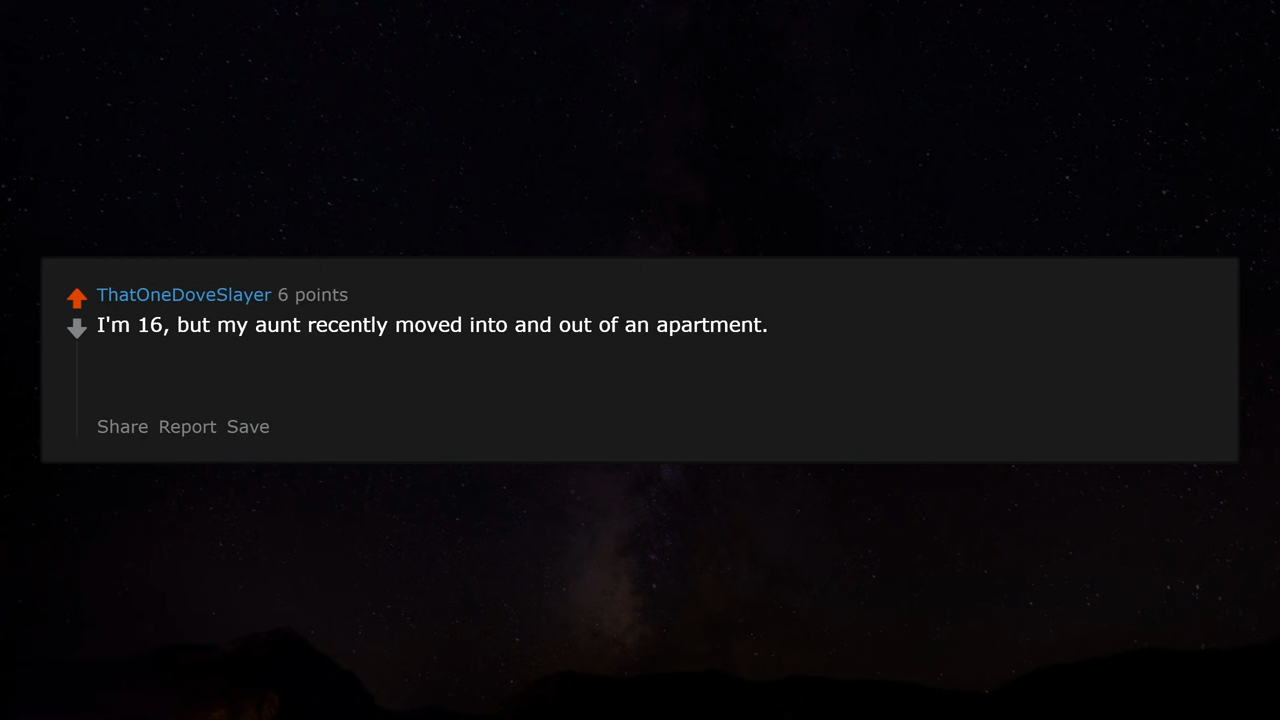 ThatOneDoveSlayer 6 points
I'm 16, but my aunt recently moved into and out of an apartment.
Share Report Save